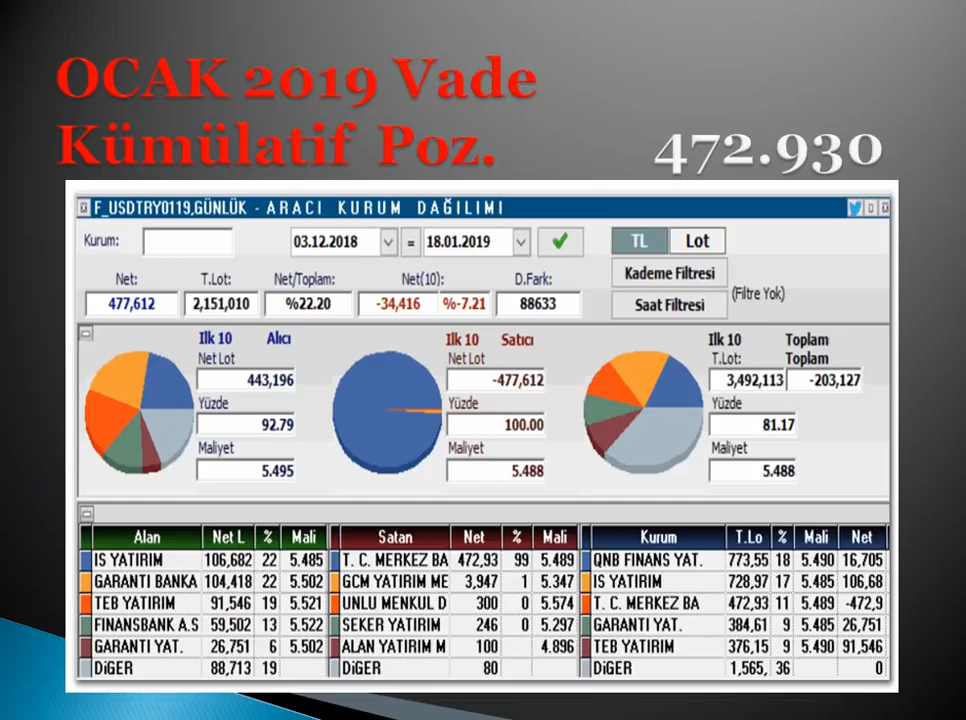 OCAK 2019 Vade
Kümülatif Poz. 472.930
F_USDTRY0119,GÜNLÜK - ARACI KURUM DAĞILIMI
Kurum: 03.12.2018 = 18.01.2019 TL Lot
Kademe Filtresi
Net: T.Lot: Net/Toplam: Net(10): D.Fark:
477,612 2,151,010 %22.20 -34,416 %-7.21 88633 Saat Filtresi (Filtre Yok)
Ilk 10 Alıcı Ilk 10 Satıcı Ilk 10 Toplam
Net Lot Net Lot T.Lot: Toplam
443,196 -477,612 3,492,113 -203,127
Yüzde Yüzde Yüzde
92.79 100.00 81.17
Maliyet Maliyet Maliyet
5.495 5.488 5.488
Alan Net L % Mali Satan Net % Mali Kurum T.Lo % Mali Net
IS YATIRIM 106,682 22 5.485 T. C. MERKEZ BA 472,93 99 5.489 QNB FINANS YAT. 773,55 18 5.490 16,705
GARANTI BANKA 104,418 22 5.502 GCM YATIRIM ME 3,947 1 5.347 IS YATIRIM 728,97 17 5.485 106,68
TEB YATIRIM 91,546 19 5.521 UNLU MENKUL D 300 0 5.574 T. C. MERKEZ BA 472,93 11 5.489 -472,9
FINANSBANK A.S 59,502 13 5.522 SEKER YATIRIM 246 0 5.297 GARANTI YAT. 384,61 9 5.485 26,751
GARANTI YAT. 26,751 6 5.502 ALAN YATIRIM M 100 4.896 TEB YATIRIM 376,15 9 5.490 91,546
DiĞER 88,713 19 DiĞER 80 DiĞER 1,565, 36 0